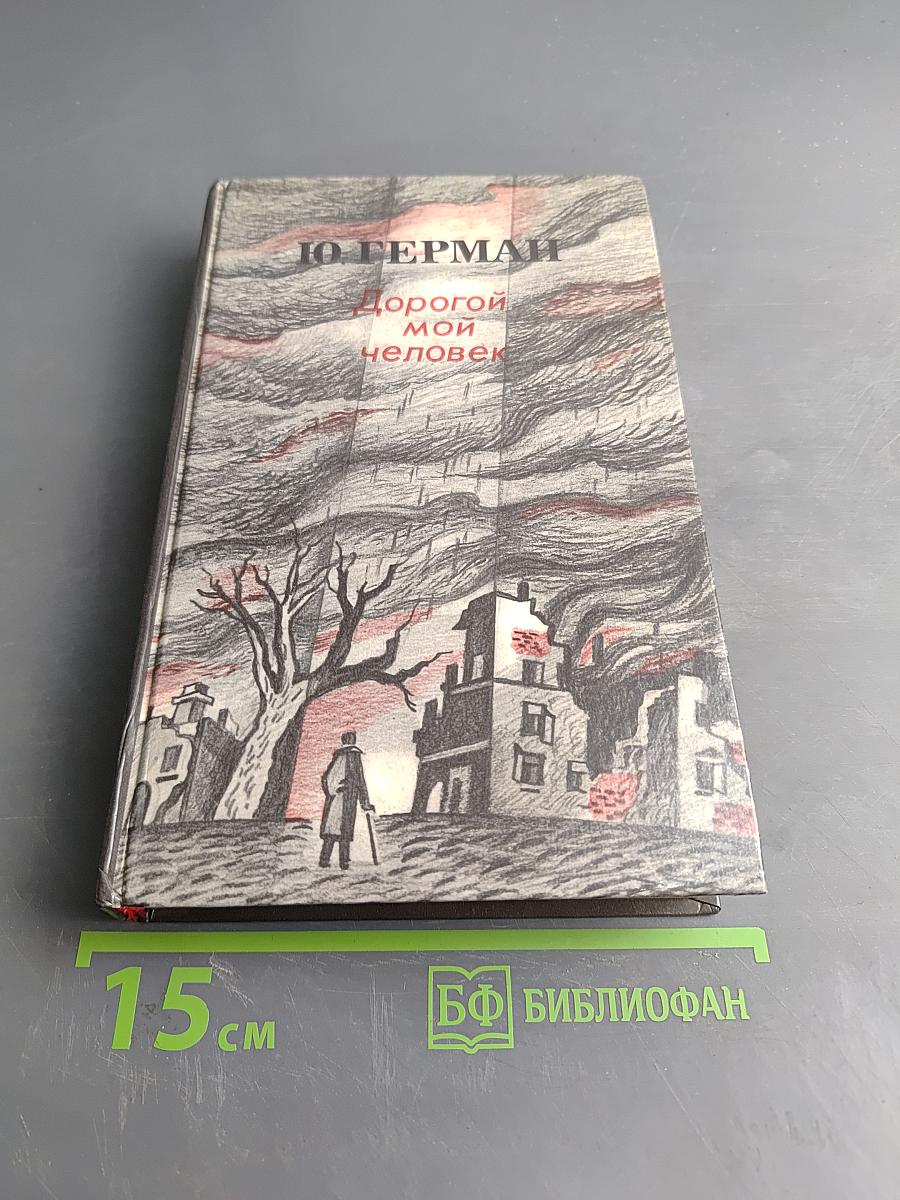 Ю. ГЕРМАН
Дорогой
мой
человек
15 см
БФ БИБЛИОФАН